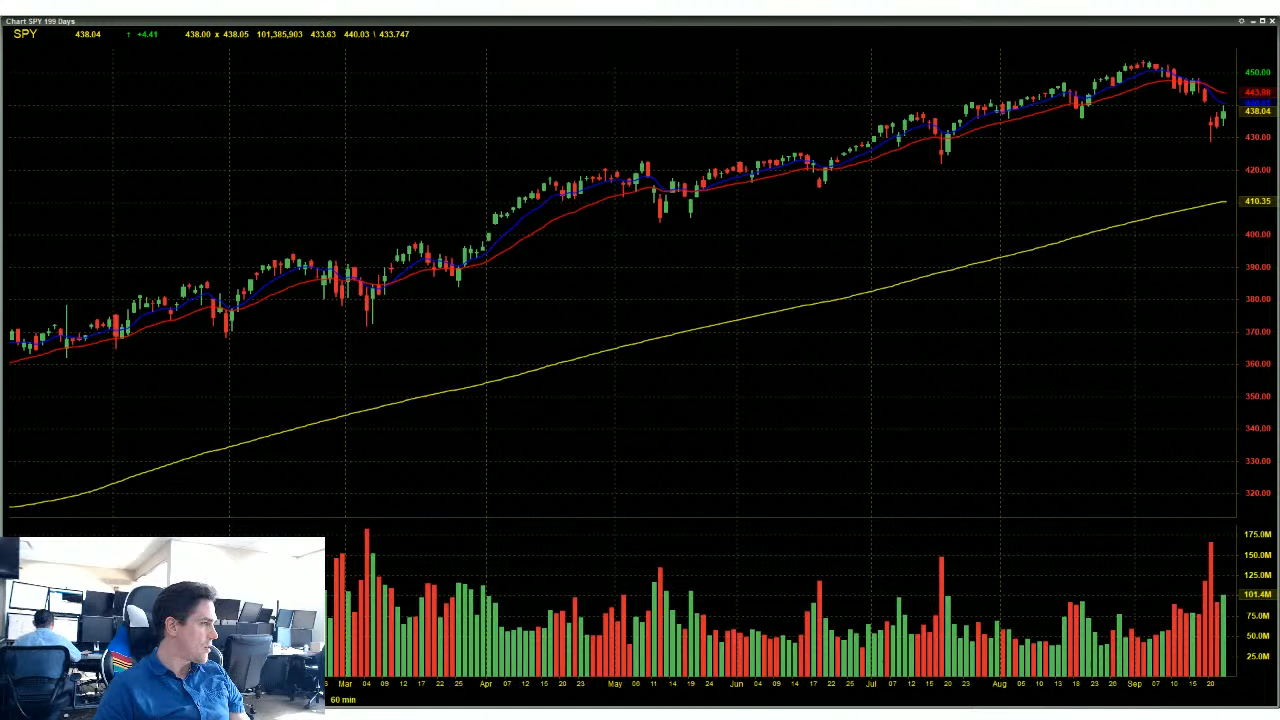 Chart SPY 199 Days
SPY 438.04 ↑ +4.41 438.00 x 438.05 101,385,903 433.63 440.03 \ 433.747
450.00
443.88
438.04
430.00
420.00
410.35
400.00
390.00
380.00
370.00
360.00
350.00
340.00
330.00
320.00
175.0M
150.0M
125.0M
101.4M
75.0M
50.0M
25.0M
Mar 04 09 12 17 22 25 Apr 07 12 15 20 23 May 06 11 14 19 24 Jun 04 09 14 17 22 25 Jul 07 12 15 20 23 Aug 05 10 13 18 23 26 Sep 07 10 15 20
60 min